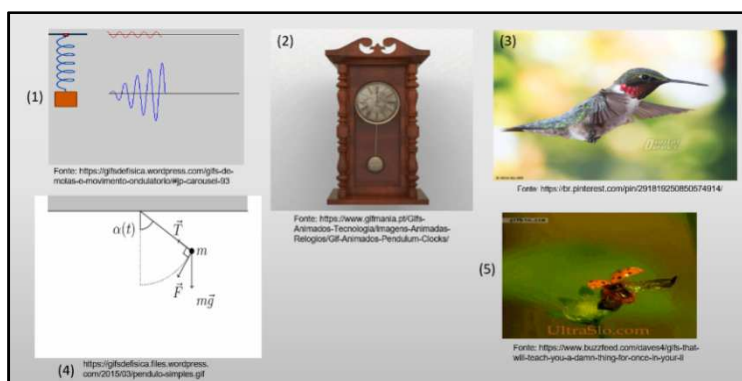 (1)
Fonte: https://gifsdefisica.wordpress.com/gifs-de-
molas-e-movimento-ondulatorio/#jp-carousel-93
(2)
Fonte: https://www.gifmania.pt/Gifs-
Animados-Tecnologia/Imagens-Animadas-
Relogios/Gif-Animados-Pendulum-Clocks/
(3)
Fonte: https://br.pinterest.com/pin/291819250850574914/
α(t)
T⃗
m
F⃗
mg⃗
(4)
https://gifsdefisica.files.wordpress.
com/2015/03/pendulo-simples.gif
(5)
UltraSlo.com
Fonte: https://www.buzzfeed.com/daves4/gifs-that-
will-teach-you-a-damn-thing-for-once-in-your-li